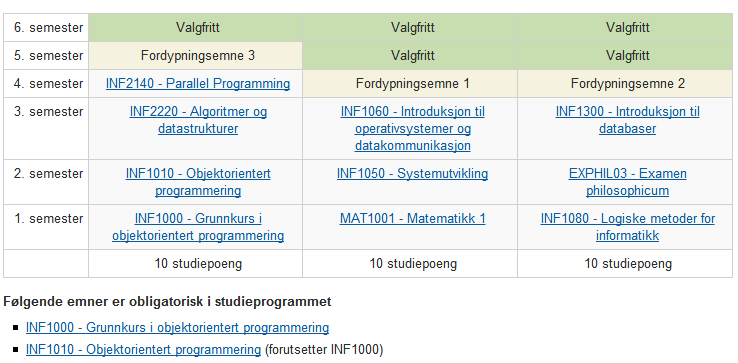 6. semester Valgfritt Valgfritt Valgfritt
5. semester Fordypningsemne 3 Valgfritt Valgfritt
4. semester INF2140 - Parallel Programming Fordypningsemne 1 Fordypningsemne 2
3. semester INF2220 - Algoritmer og INF1060 - Introduksjon til INF1300 - Introduksjon til
datastrukturer operativsystemer og databaser
datakommunikasjon
2. semester INF1010 - Objektorientert INF1050 - Systemutvikling EXPHIL03 - Examen
programmering philosophicum
1. semester INF1000 - Grunnkurs i MAT1001 - Matematikk 1 INF1080 - Logiske metoder for
objektorientert programmering informatikk
10 studiepoeng 10 studiepoeng 10 studiepoeng
Følgende emner er obligatorisk i studieprogrammet
INF1000 - Grunnkurs i objektorientert programmering
INF1010 - Objektorientert programmering (forutsetter INF1000)